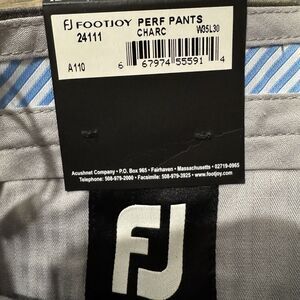 FJ FOOTJOY PERF PANTS
24111 CHARC W35L30
A110 6 67974 55591 4
Acushnet Company • P.O. Box 965 • Fairhaven • Massachusetts • 02719-0965
Telephone: 508-979-2000 • Facsimile: 508-979-3925 • www.footjoy.com
FJ